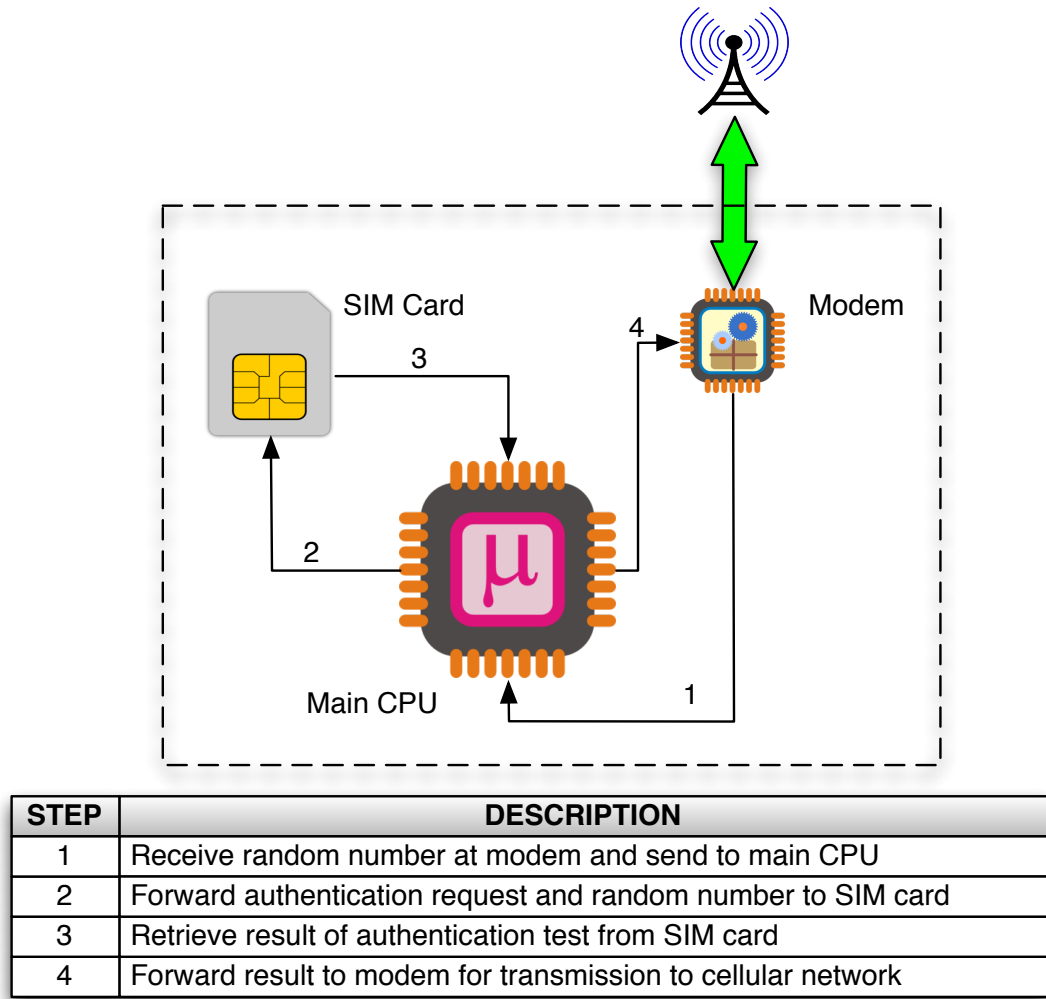 SIM Card
Modem
4
3
2
μ
Main CPU
1
STEP DESCRIPTION
1 Receive random number at modem and send to main CPU
2 Forward authentication request and random number to SIM card
3 Retrieve result of authentication test from SIM card
4 Forward result to modem for transmission to cellular network